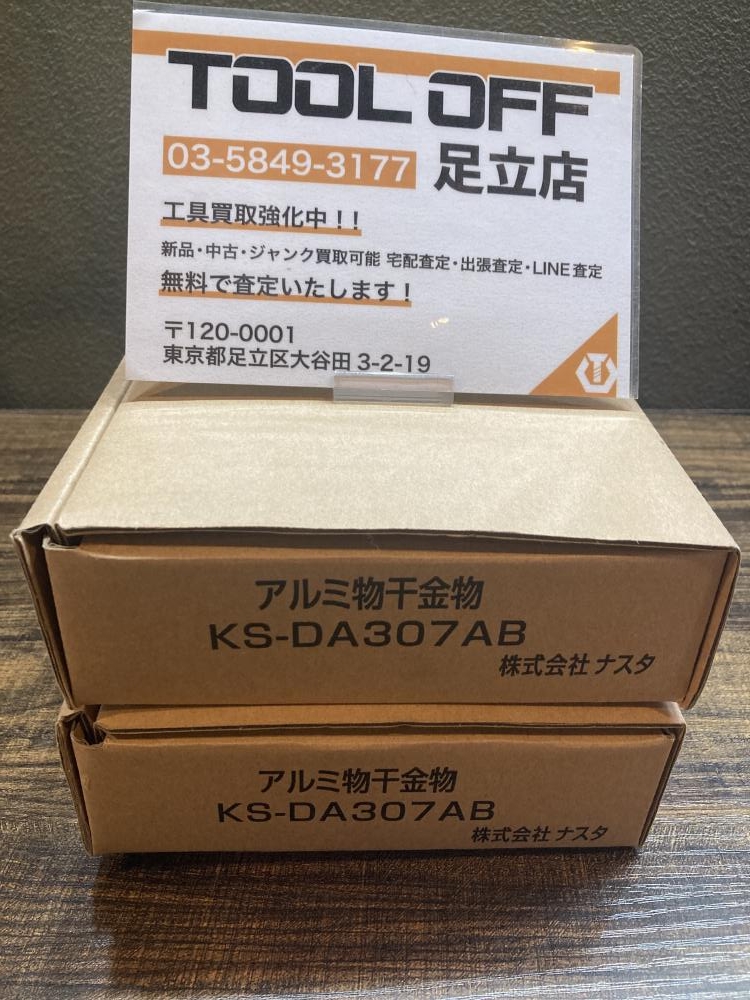 TOOL OFF
03-5849-3177 足立店
工具買取強化中！！
新品・中古・ジャンク買取可能 宅配査定・出張査定・LINE査定
無料で査定いたします！
〒120-0001
東京都足立区大谷田 3-2-19
アルミ物干金物
KS-DA307AB
株式会社 ナスタ
アルミ物干金物
KS-DA307AB
株式会社 ナスタ